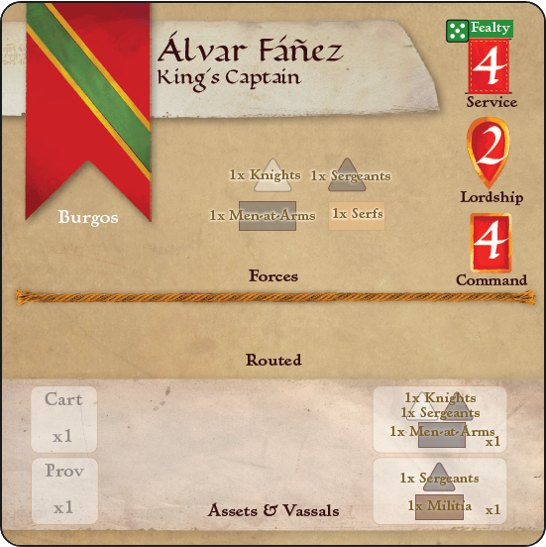 Álvar Fáñez
King's Captain
Fealty
4
Service
2
Lordship
4
Command
Burgos
1x Knights 1x Sergeants
1x Men-at-Arms 1x Serfs
Forces
Routed
Cart
x1
Prov
x1
1x Knights
1x Sergeants
1x Men-at-Arms
x1
1x Sergeants
1x Militia
x1
Assets & Vassals